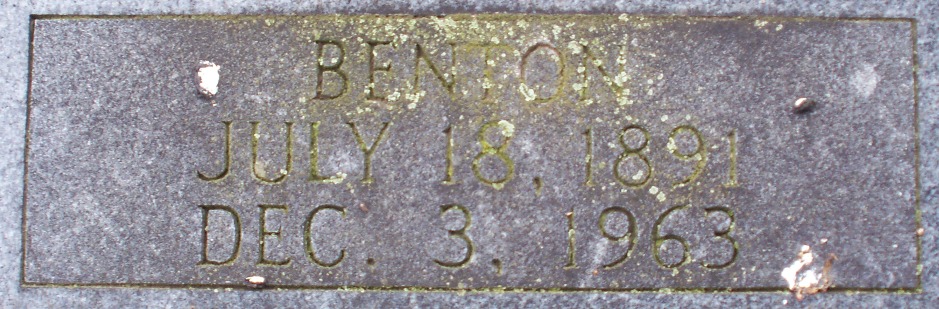 BENTON
JULY 18, 1891
DEC. 3, 1963